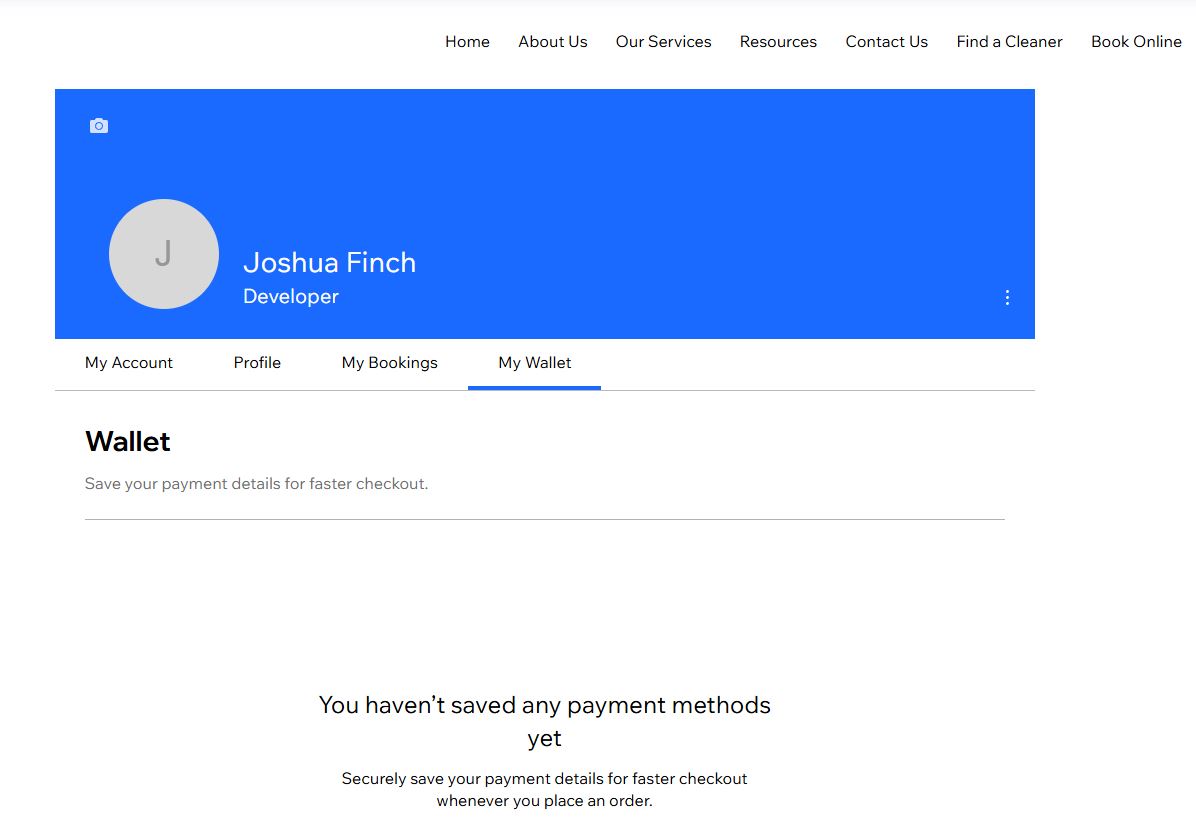 Home About Us Our Services Resources Contact Us Find a Cleaner Book Online
J
Joshua Finch
Developer
My Account Profile My Bookings My Wallet
Wallet
Save your payment details for faster checkout.
You haven’t saved any payment methods
yet
Securely save your payment details for faster checkout
whenever you place an order.